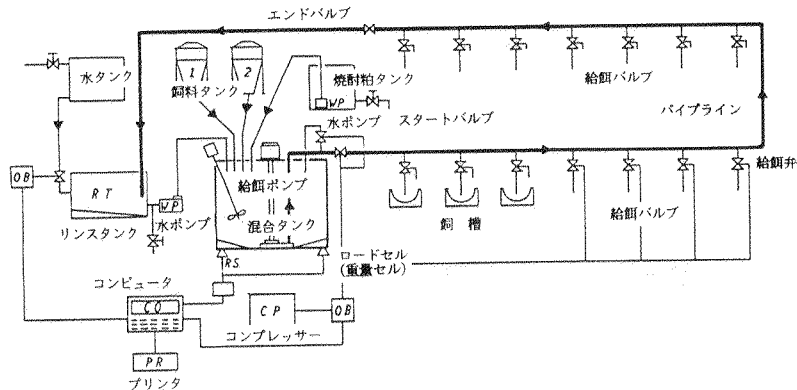 エンドバルブ
1
2
水タンク
飼料タンク
焼酎粕タンク
WP
給餌バルブ
水ポンプ
スタートバルブ
パイプライン
OB
RT
WP
給餌ポンプ
給餌弁
リンスタンク
水ポンプ
混合タンク
飼槽
給餌バルブ
RS
ロードセル
(重量セル)
コンピュータ
CO
CP
OB
コンプレッサー
PR
プリンタ